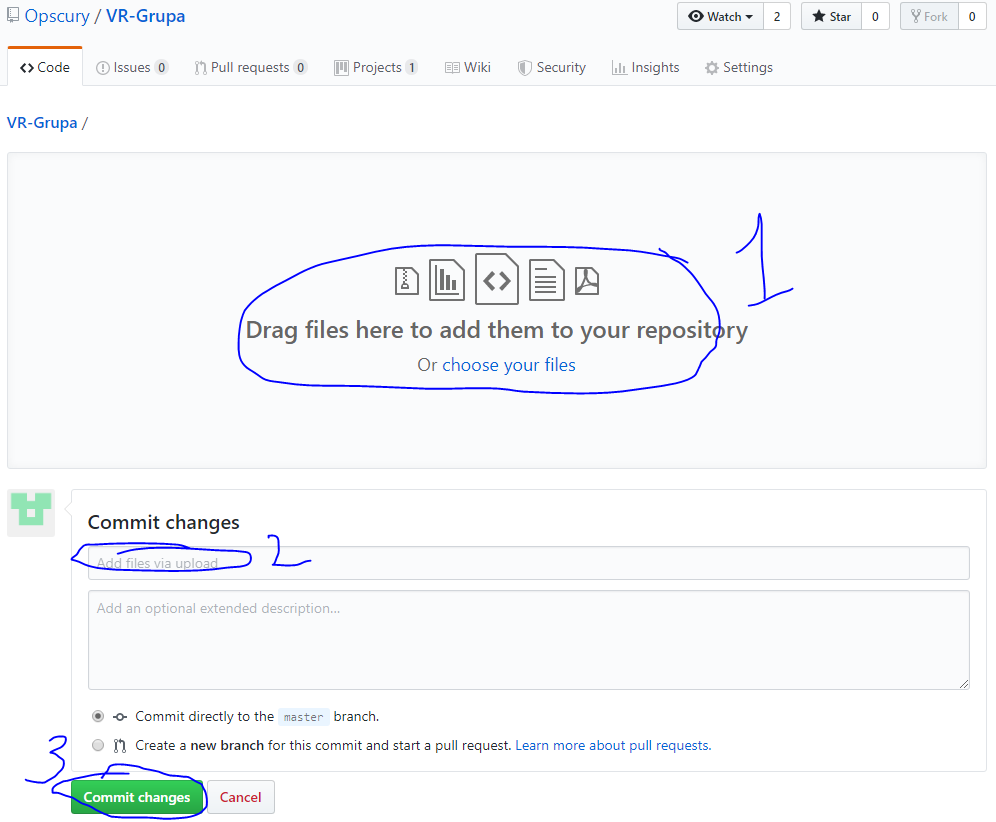 Opscury / VR-Grupa
Watch 2 Star 0 Fork 0
Code Issues 0 Pull requests 0 Projects 1 Wiki Security Insights Settings
VR-Grupa /
1
Drag files here to add them to your repository
Or choose your files
Commit changes
2
Add files via upload
Add an optional extended description...
Commit directly to the master branch.
Create a new branch for this commit and start a pull request. Learn more about pull requests.
3
Commit changes Cancel